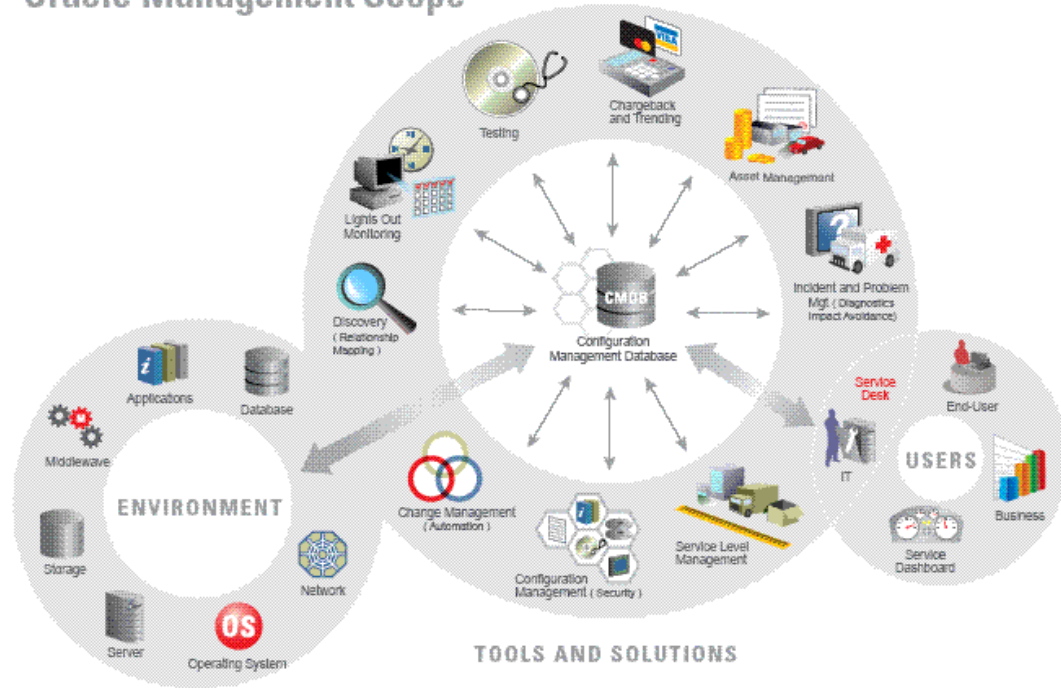 Oracle Management Scope
Testing
Chargeback
and Trending
Asset Management
VISA
Lights Out
Monitoring
?
Incident and Problem
Mgt ( Diagnostics
Impact Avoidance)
Discovery
( Relationship
Mapping )
CMDB
Configuration
Management Database
i
Applications
Database
M
Middlewave
ENVIRONMENT
Storage
Server
OS
Operating System
Network
Change Management
( Automation )
i
Configuration
Management ( Security )
Service Level
Management
Service
Desk
IT
End-User
USERS
Business
Service
Dashboard
TOOLS AND SOLUTIONS